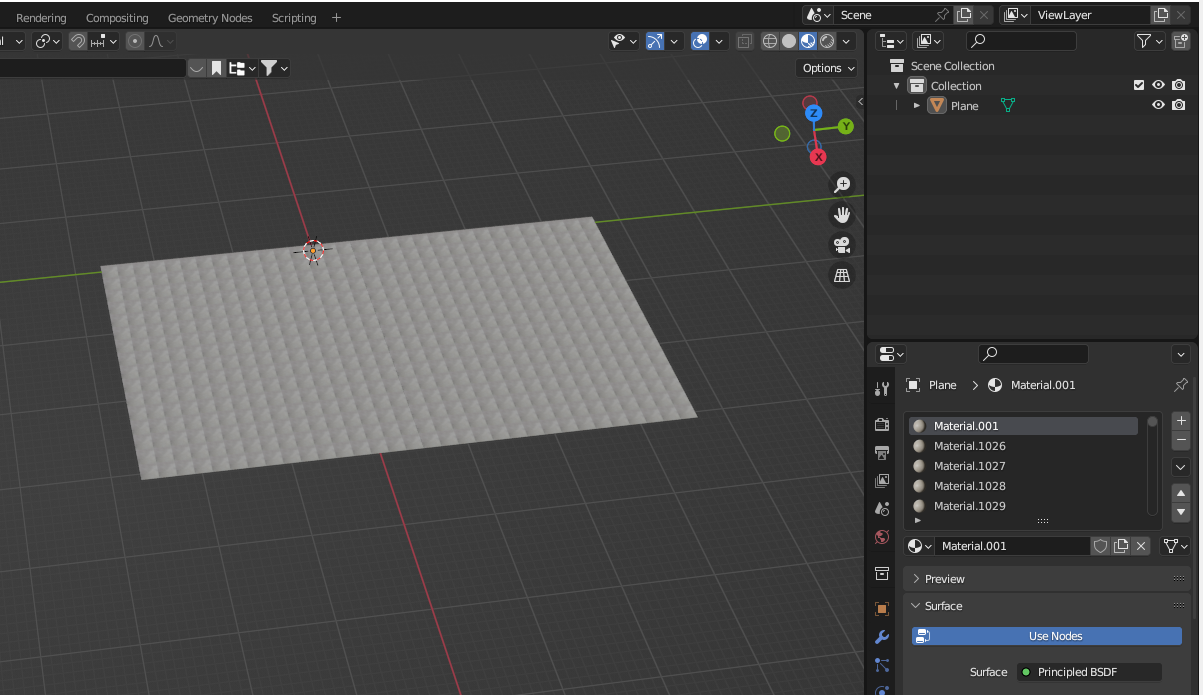 Rendering Compositing Geometry Nodes Scripting + Scene ViewLayer
Options
Z
Y
X
Scene Collection
Collection
Plane
Plane > Material.001
Material.001
Material.1026
Material.1027
Material.1028
Material.1029
Material.001
Preview
Surface
Use Nodes
Surface Principled BSDF